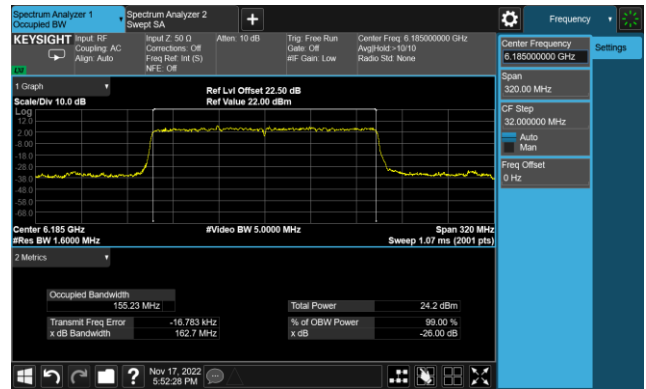 Spectrum Analyzer 1
Occupied BW
Spectrum Analyzer 2
Swept SA
+
Frequency
KEYSIGHT
Input: RF
Coupling: AC
Align: Auto
Input Z: 50 Ω
Corrections: Off
Freq Ref: Int (S)
NFE: Off
Atten: 10 dB
Trig: Free Run
Gate: Off
#IF Gain: Low
Center Freq: 6.185000000 GHz
Avg|Hold:>10/10
Radio Std: None
Center Frequency
6.185000000 GHz
Settings
Span
320.00 MHz
CF Step
32.000000 MHz
Auto
Man
Freq Offset
0 Hz
1 Graph
Scale/Div 10.0 dB
Ref Lvl Offset 22.50 dB
Ref Value 22.00 dBm
Log
12.0
2.00
-8.00
-18.0
-28.0
-38.0
-48.0
-58.0
-68.0
Center 6.185 GHz
#Res BW 1.6000 MHz
#Video BW 5.0000 MHz
Span 320 MHz
Sweep 1.07 ms (2001 pts)
2 Metrics
Occupied Bandwidth
155.23 MHz
Total Power
24.2 dBm
Transmit Freq Error
-16.783 kHz
% of OBW Power
99.00 %
x dB Bandwidth
162.7 MHz
x dB
-26.00 dB
?
Nov 17, 2022
5:52:28 PM